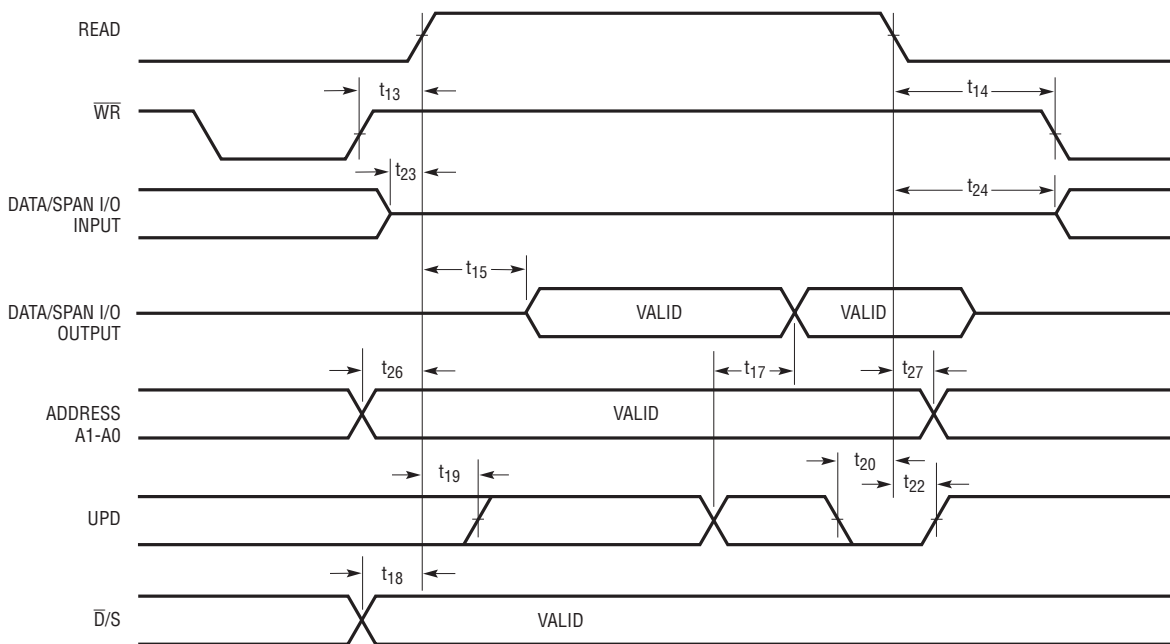 READ
t13
t14
W̅R̅
t23
t24
DATA/SPAN I/O
INPUT
t15
DATA/SPAN I/O
OUTPUT
VALID
VALID
t26
t17
t27
ADDRESS
A1-A0
VALID
t19
t20
t22
UPD
t18
D̅/S
VALID